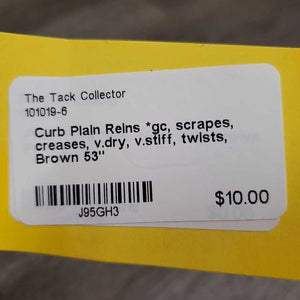 The Tack Collector
101019-6
Curb Plain Reins *gc, scrapes,
creases, v.dry, v.stiff, twists,
Brown 53"
$10.00
J95GH3